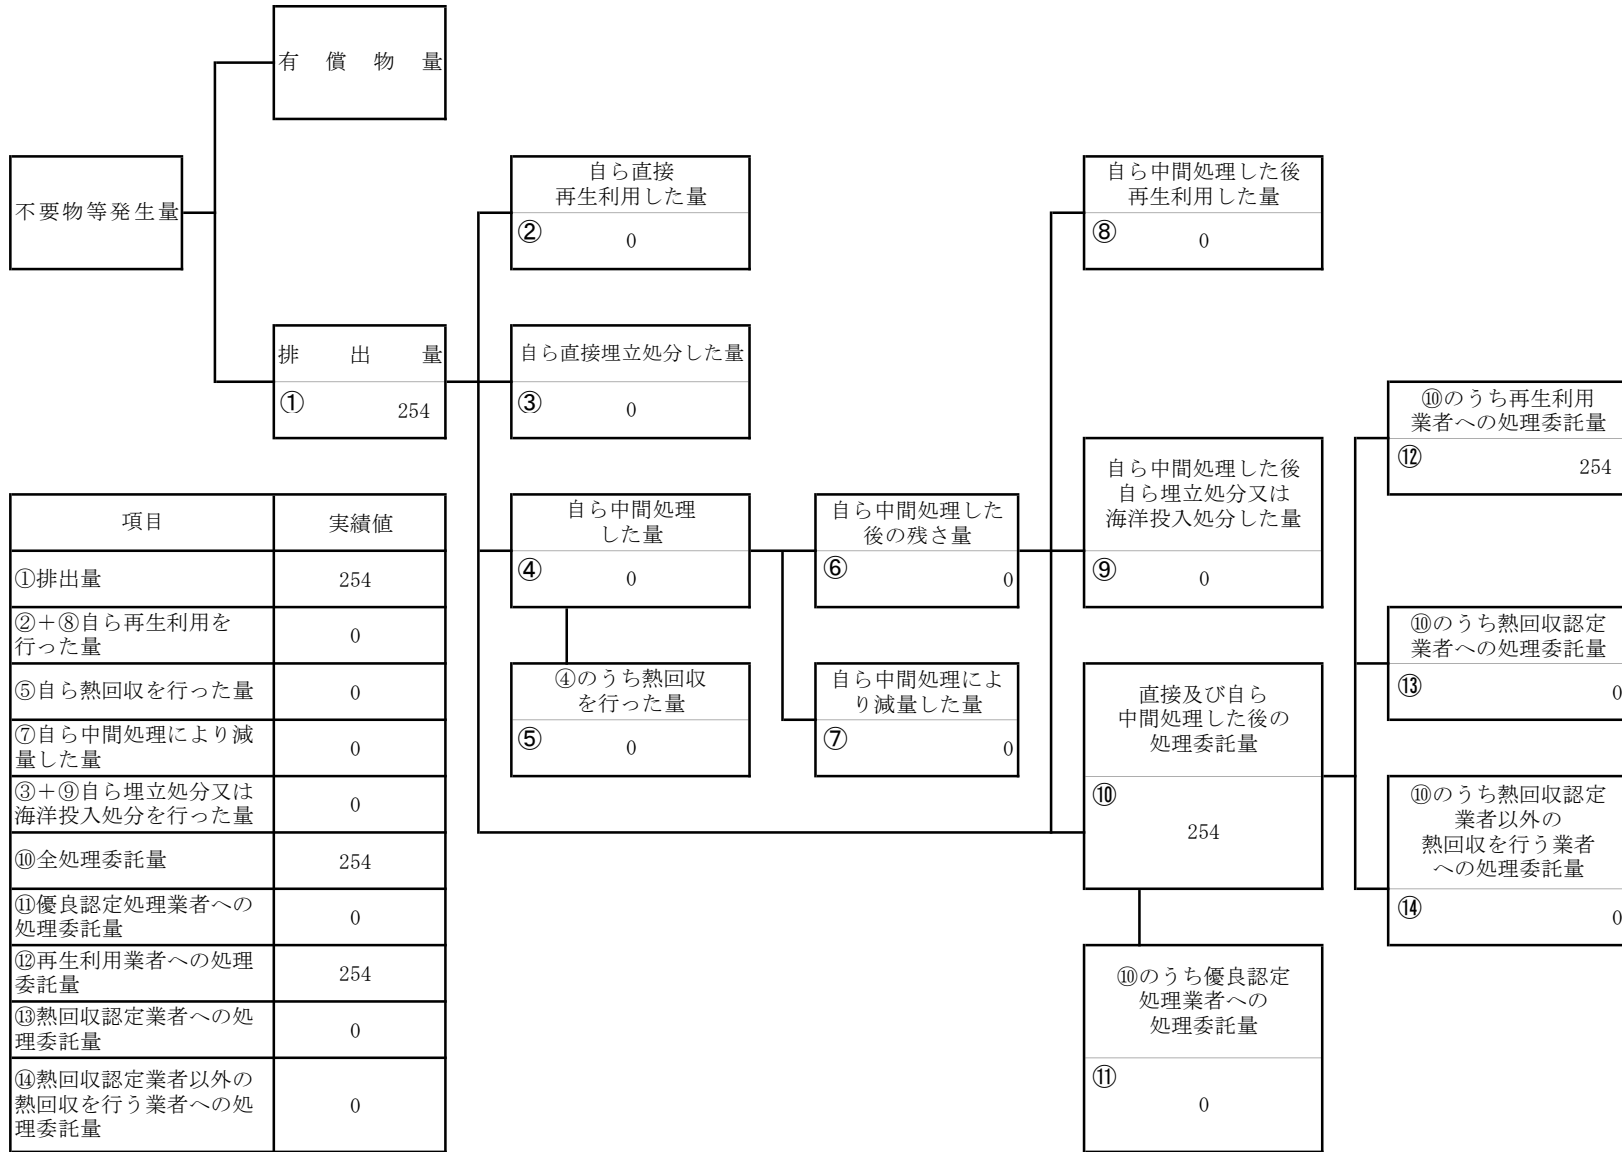 有償物量
不要物等発生量
排出量
① 254
自ら直接
再生利用した量
② 0
自ら直接埋立処分した量
③ 0
自ら中間処理
した量
④ 0
④のうち熱回収
を行った量
⑤ 0
自ら中間処理した
後の残さ量
⑥ 0
自ら中間処理によ
り減量した量
⑦ 0
自ら中間処理した後
再生利用した量
⑧ 0
自ら中間処理した後
自ら埋立処分又は
海洋投入処分した量
⑨ 0
直接及び自ら
中間処理した後の
処理委託量
⑩
254
⑩のうち優良認定
処理業者への
処理委託量
⑪
0
⑩のうち再生利用
業者への処理委託量
⑫ 254
⑩のうち熱回収認定
業者への処理委託量
⑬ 0
⑩のうち熱回収認定
業者以外の
熱回収を行う業者
への処理委託量
⑭ 0
項目 実績値
①排出量 254
②＋⑧自ら再生利用を
行った量 0
⑤自ら熱回収を行った量 0
⑦自ら中間処理により減
量した量 0
③＋⑨自ら埋立処分又は
海洋投入処分を行った量 0
⑩全処理委託量 254
⑪優良認定処理業者への
処理委託量 0
⑫再生利用業者への処理
委託量 254
⑬熱回収認定業者への処
理委託量 0
⑭熱回収認定業者以外の
熱回収を行う業者への処
理委託量 0